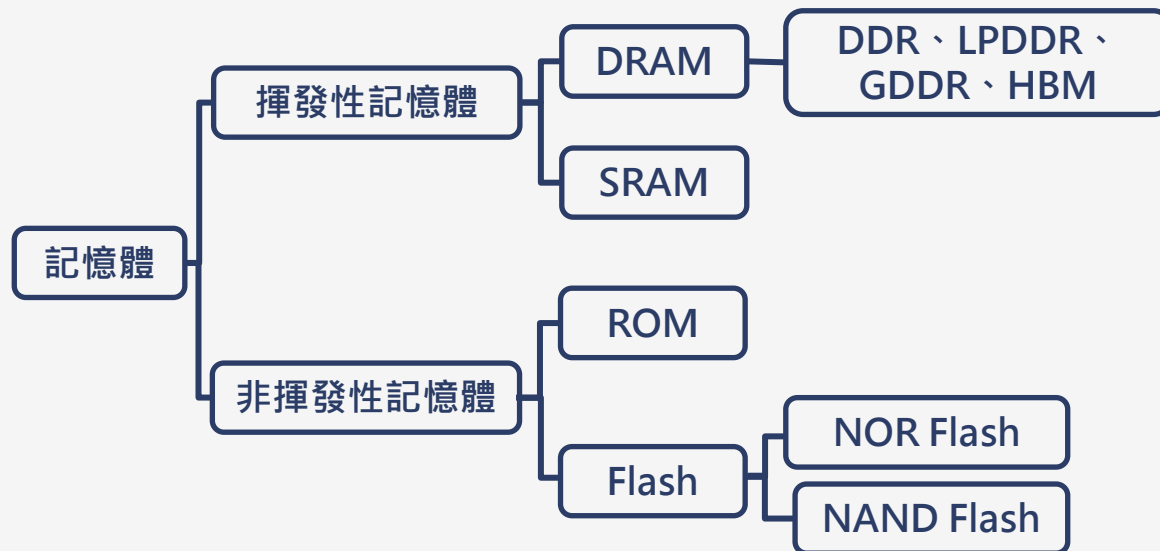 記憶體
揮發性記憶體
DRAM
DDR、LPDDR、
GDDR、HBM
SRAM
非揮發性記憶體
ROM
Flash
NOR Flash
NAND Flash